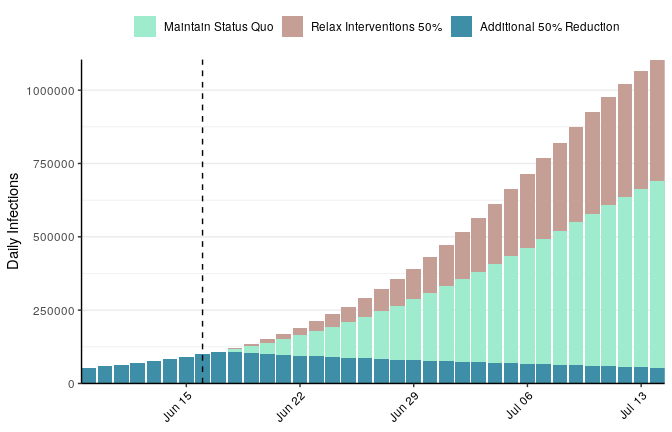 Maintain Status Quo Relax Interventions 50% Additional 50% Reduction
Daily Infections
1000000
750000
500000
250000
0
Jun 15 Jun 22 Jun 29 Jul 06 Jul 13